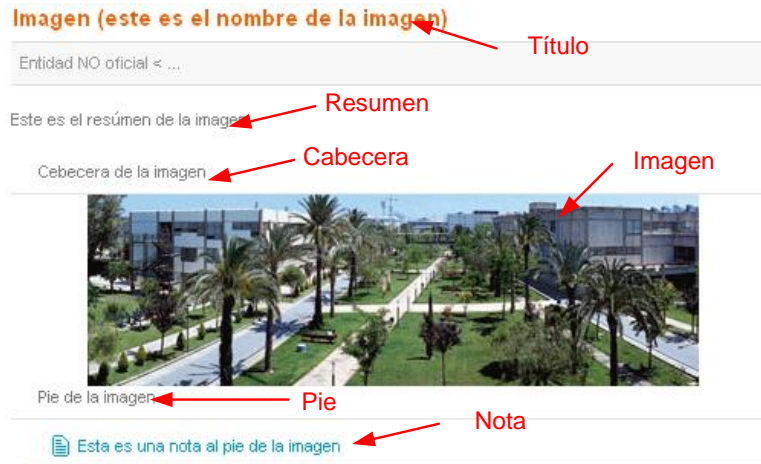 Imagen (este es el nombre de la imagen)
Título
Entidad NO oficial < ...
Resumen
Este es el resúmen de la imagen
Cabecera
Imagen
Cebecera de la imagen
Pie de la imagen
Pie
Nota
Esta es una nota al pie de la imagen